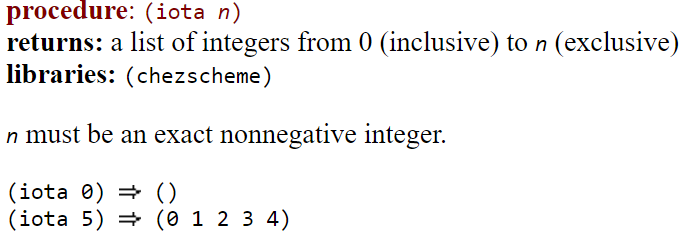 procedure: (iota n)
returns: a list of integers from 0 (inclusive) to n (exclusive)
libraries: (chezscheme)
n must be an exact nonnegative integer.
(iota 0) ⇒ ()
(iota 5) ⇒ (0 1 2 3 4)